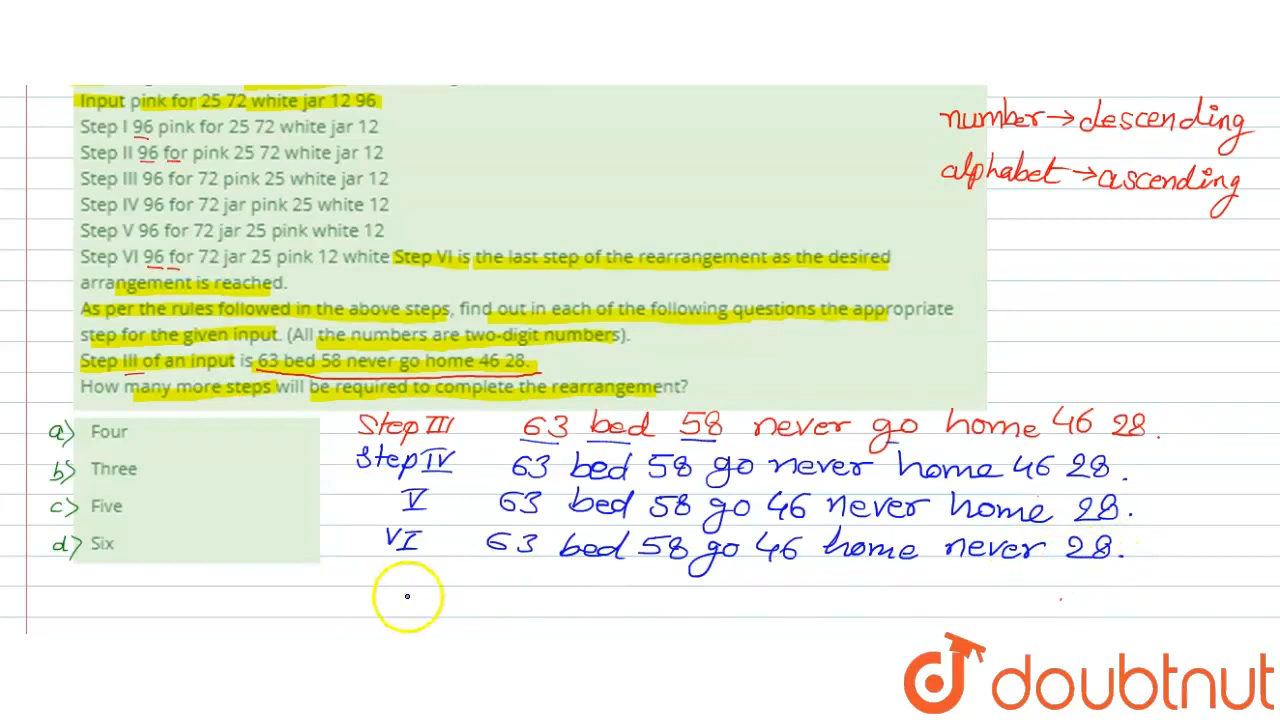 Input pink for 25 72 white jar 12 96
Step I 96 pink for 25 72 white jar 12
Step II 96 for pink 25 72 white jar 12
Step III 96 for 72 pink 25 white jar 12
Step IV 96 for 72 jar pink 25 white 12
Step V 96 for 72 jar 25 pink white 12
Step VI 96 for 72 jar 25 pink 12 white Step VI is the last step of the rearrangement as the desired
arrangement is reached.
As per the rules followed in the above steps, find out in each of the following questions the appropriate
step for the given input. (All the numbers are two-digit numbers).
Step III of an input is 63 bed 58 never go home 46 28.
How many more steps will be required to complete the rearrangement?
number → descending
alphabet → ascending
a) Four
b) Three
c) Five
d) Six
Step III 63 bed 58 never go home 46 28.
Step IV 63 bed 58 go never home 46 28.
V 63 bed 58 go 46 never home 28.
VI 63 bed 58 go 46 home never 28.
doubtnut